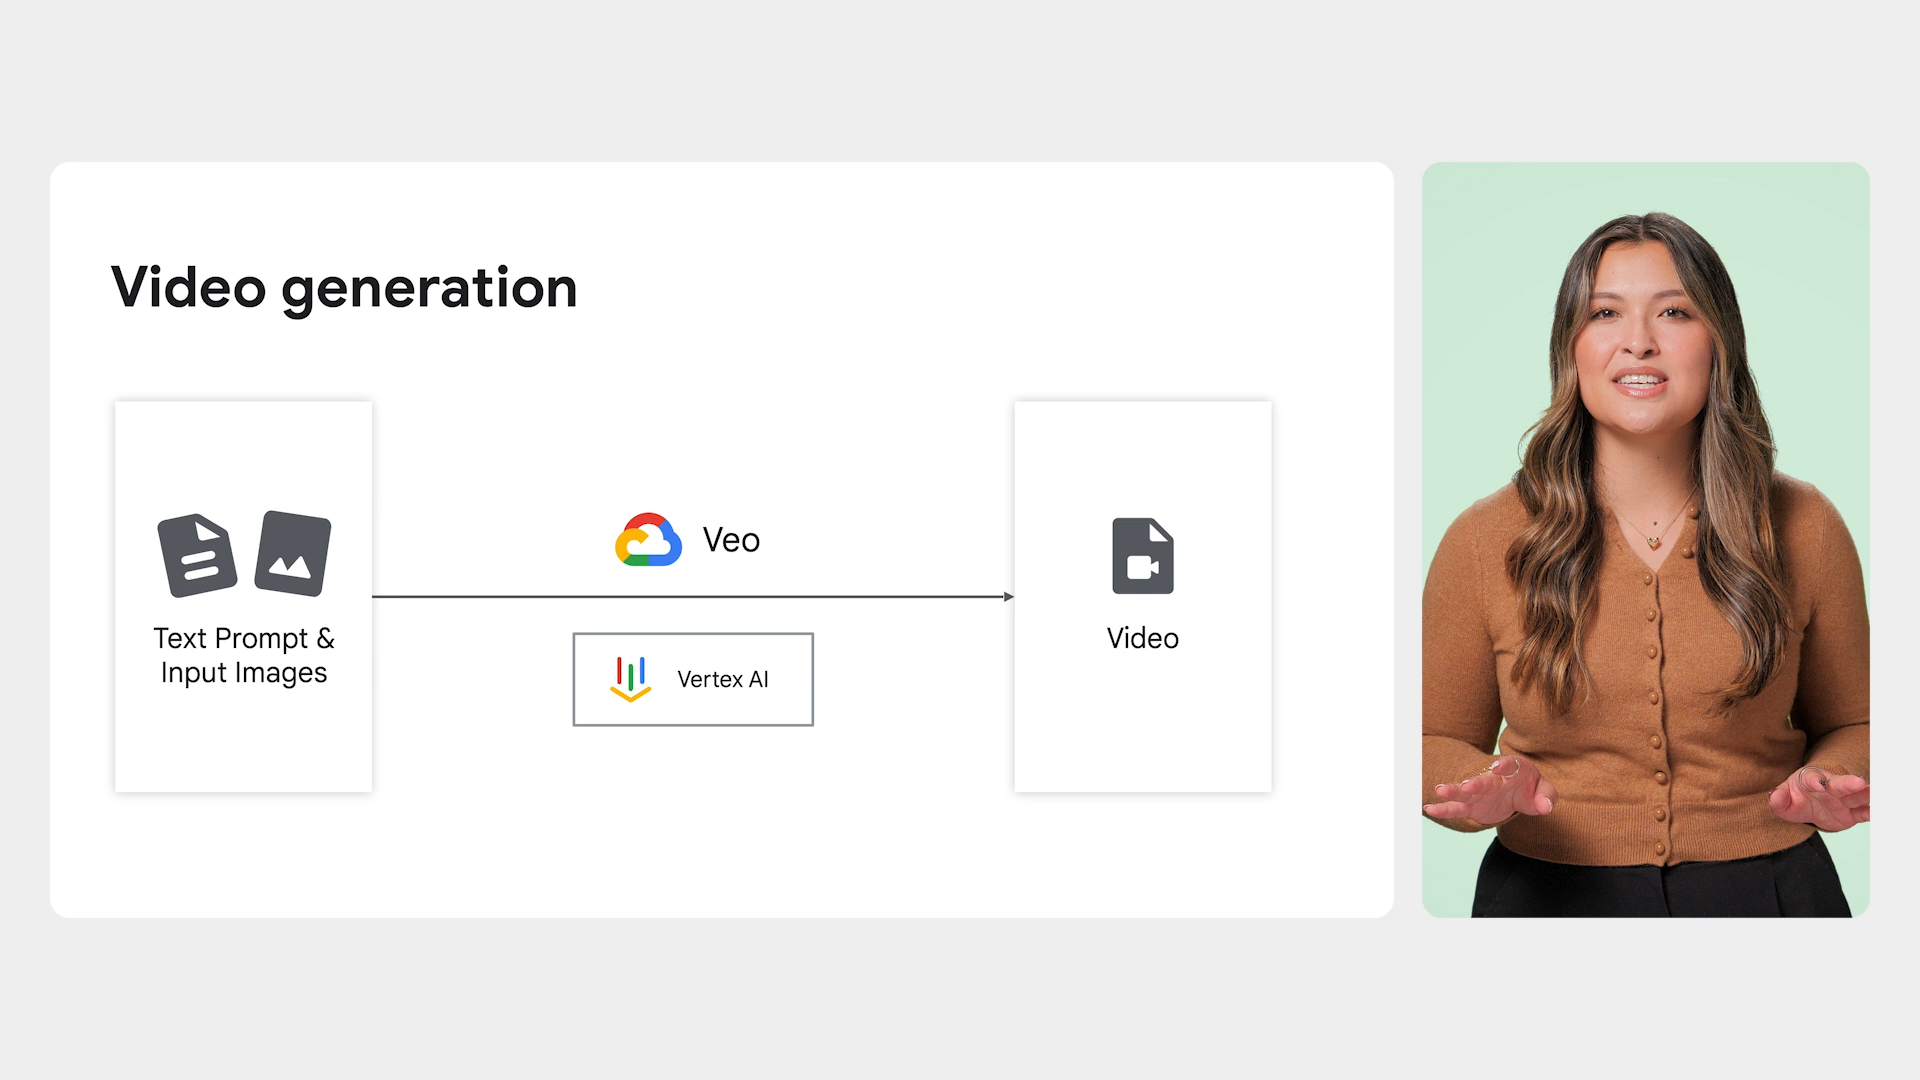 Video generation
Text Prompt &
Input Images
Veo
Vertex AI
Video